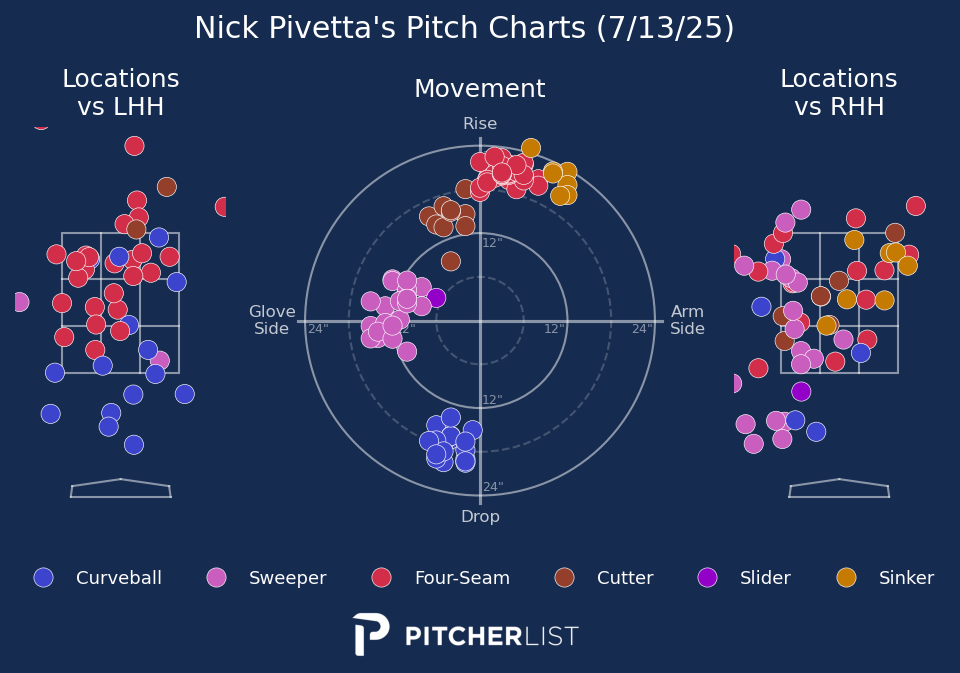 Nick Pivetta's Pitch Charts (7/13/25)
Locations
vs LHH
Movement
Locations
vs RHH
Rise
12"
Glove
Side
24"
2"
12"
24"
Arm
Side
12"
24"
Drop
Curveball
Sweeper
Four-Seam
Cutter
Slider
Sinker
PITCHERLIST